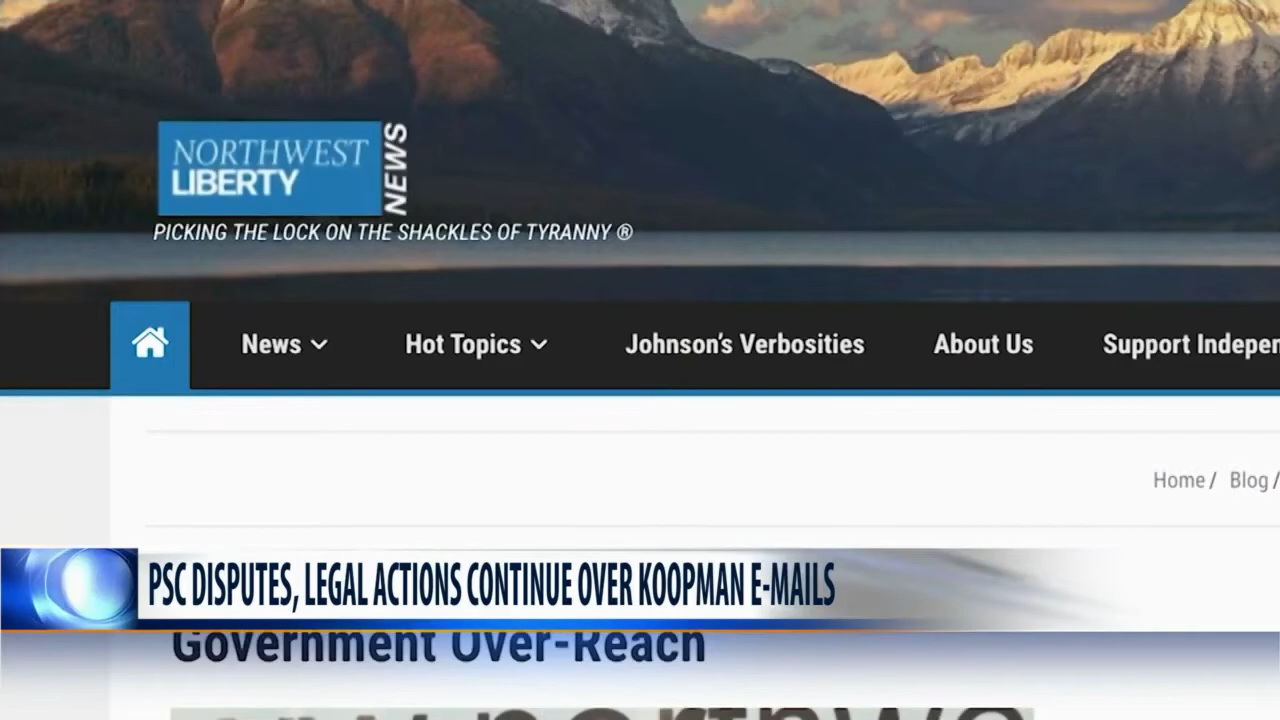 NORTHWEST
LIBERTY
NEWS
PICKING THE LOCK ON THE SHACKLES OF TYRANNY ®
News
Hot Topics
Johnson's Verbosities
About Us
Support Indepen
Home / Blog /
PSC DISPUTES, LEGAL ACTIONS CONTINUE OVER KOOPMAN E-MAILS
Government Over-Reach